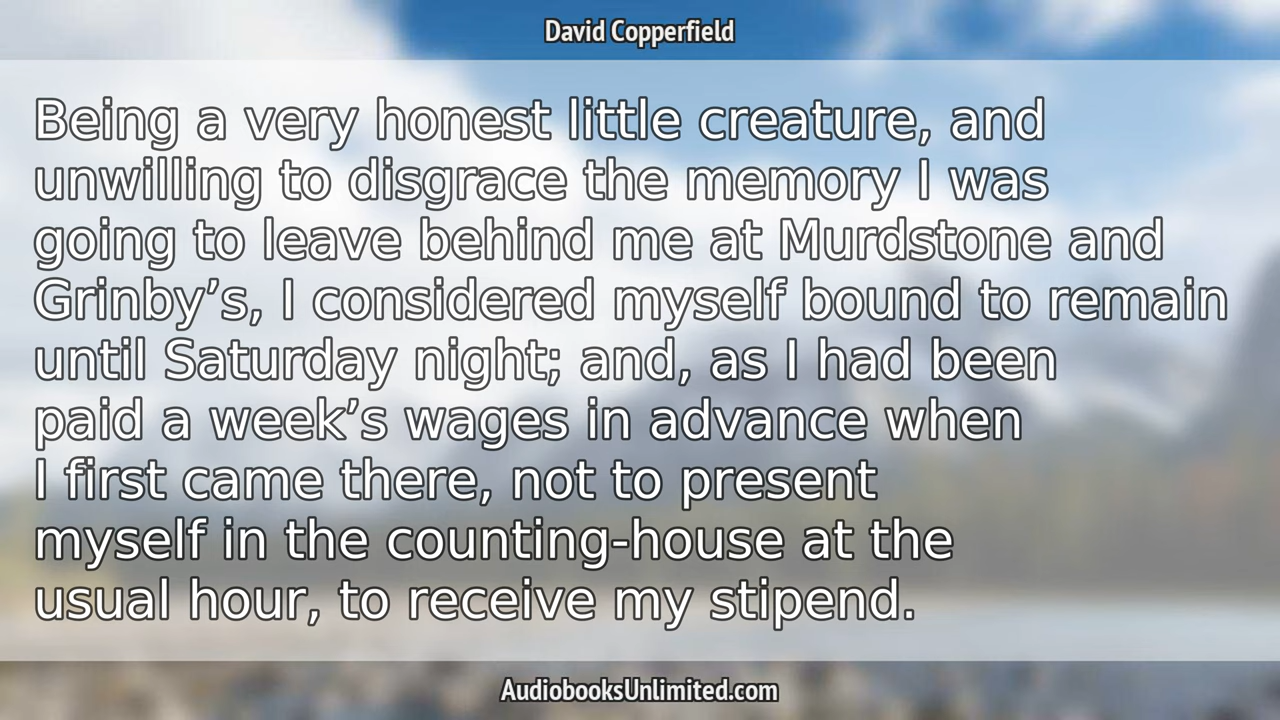 David Copperfield
Being a very honest little creature, and
unwilling to disgrace the memory I was
going to leave behind me at Murdstone and
Grinby’s, I considered myself bound to remain
until Saturday night; and, as I had been
paid a week’s wages in advance when
I first came there, not to present
myself in the counting-house at the
usual hour, to receive my stipend.
AudiobooksUnlimited.com